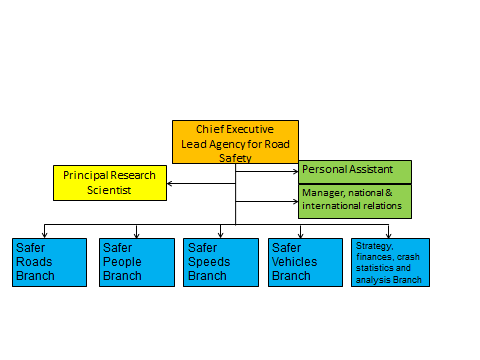 Chief Executive
Lead Agency for Road
Safety
Personal Assistant
Principal Research
Scientist
Manager, national &
international relations
Safer
Roads
Branch
Safer
People
Branch
Safer
Speeds
Branch
Safer
Vehicles
Branch
Strategy,
finances, crash
statistics and
analysis Branch